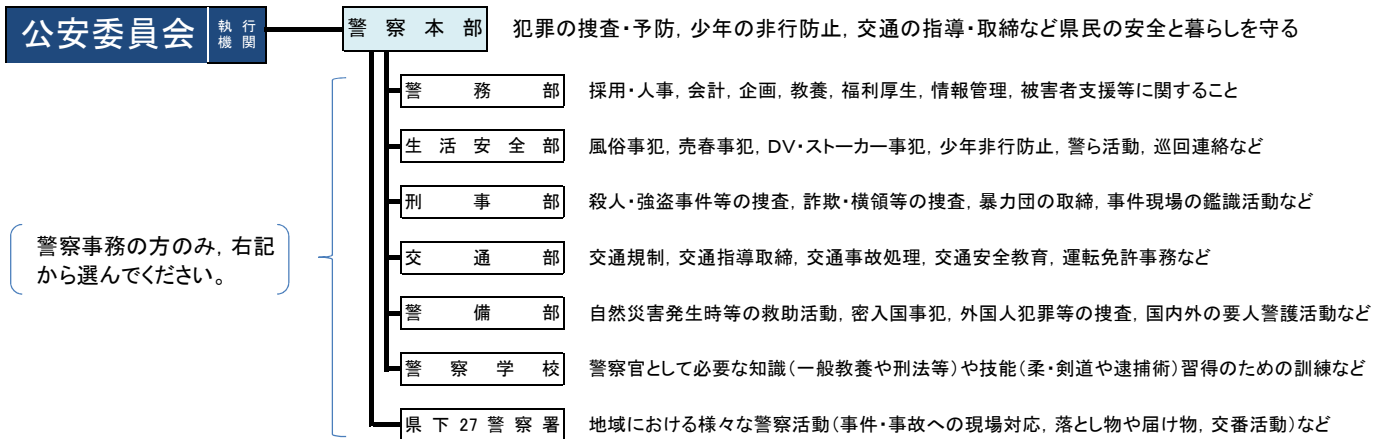 公安委員会 執行機関 警察本部 犯罪の捜査・予防, 少年の非行防止, 交通の指導・取締など県民の安全と暮らしを守る
警務部 採用・人事, 会計, 企画, 教養, 福利厚生, 情報管理, 被害者支援等に関すること
生活安全部 風俗事犯, 売春事犯, DV・ストーカー事犯, 少年非行防止, 警ら活動, 巡回連絡など
刑事部 殺人・強盗事件等の捜査, 詐欺・横領等の捜査, 暴力団の取締, 事件現場の鑑識活動など
警察事務の方のみ, 右記
から選んでください。
交通部 交通規制, 交通指導取締, 交通事故処理, 交通安全教育, 運転免許事務など
警備部 自然災害発生時等の救助活動, 密入国事犯, 外国人犯罪等の捜査, 国内外の要人警護活動など
警察学校 警察官として必要な知識(一般教養や刑法等)や技能(柔・剣道や逮捕術)習得のための訓練など
県下27警察署 地域における様々な警察活動(事件・事故への現場対応, 落とし物や届け物, 交番活動)など